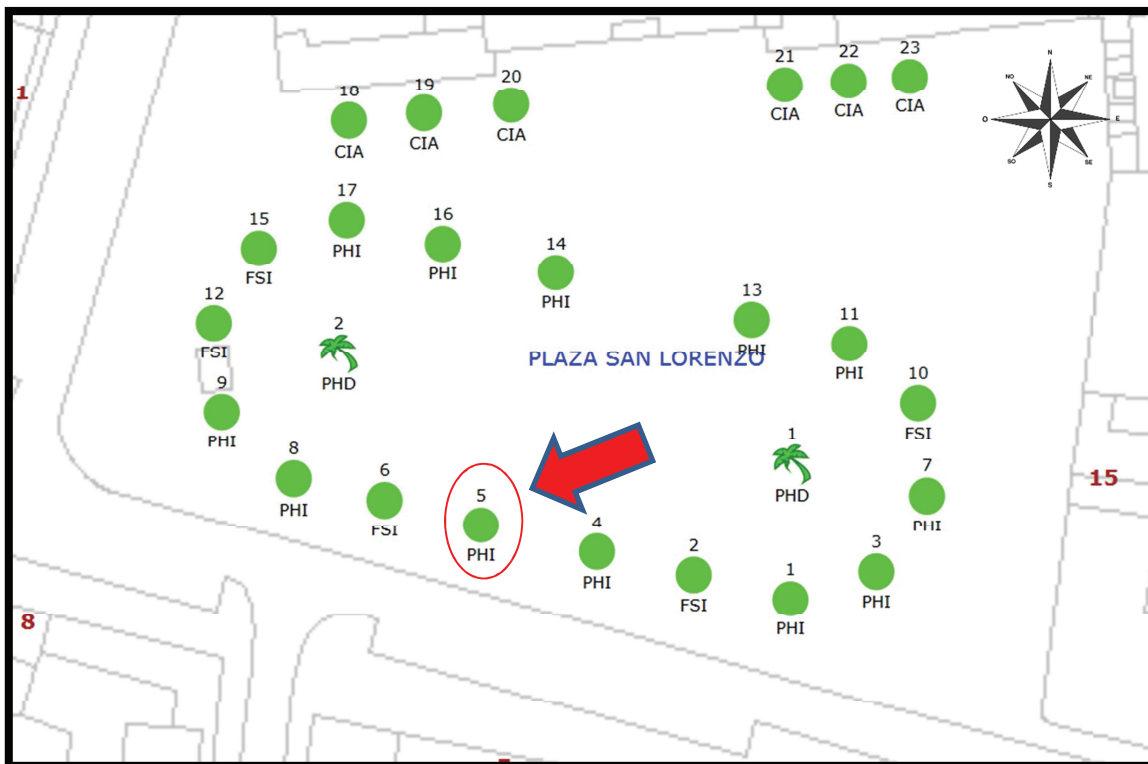 21
22
23
CIA
CIA
CIA
18
19
20
CIA
CIA
CIA
N
NO
NE
O
E
SO
SE
S
1
17
PHI
15
FSI
16
PHI
14
PHI
12
FSI
13
PHI
11
PHI
2
PHD
PLAZA SAN LORENZO
9
PHI
10
FSI
8
PHI
6
FSI
5
PHI
1
PHD
7
PHI
15
4
PHI
2
FSI
1
PHI
3
PHI
8